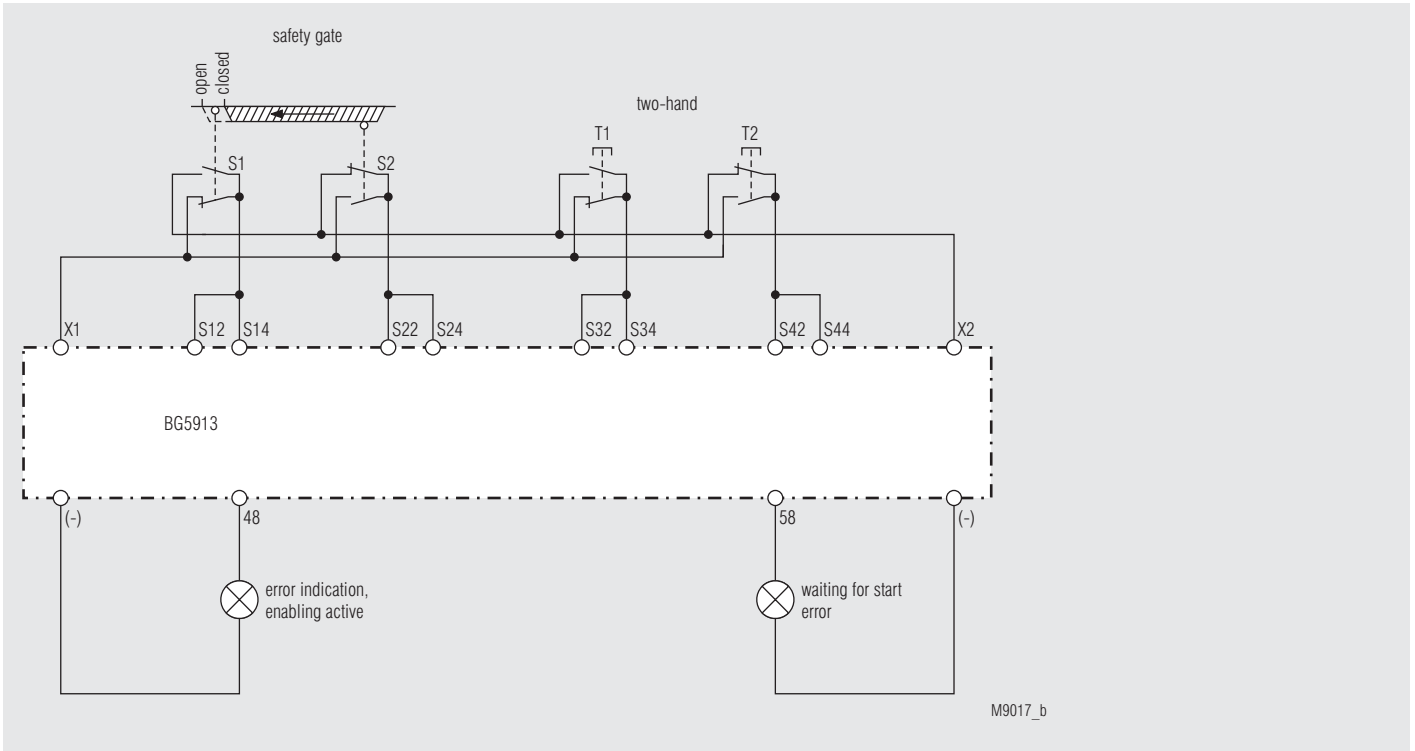 safety gate
open
closed
two-hand
T1
T2
S1
S2
X1
S12
S14
S22
S24
S32
S34
S42
S44
X2
BG5913
(-)
48
58
(-)
error indication,
enabling active
waiting for start
error
M9017_b